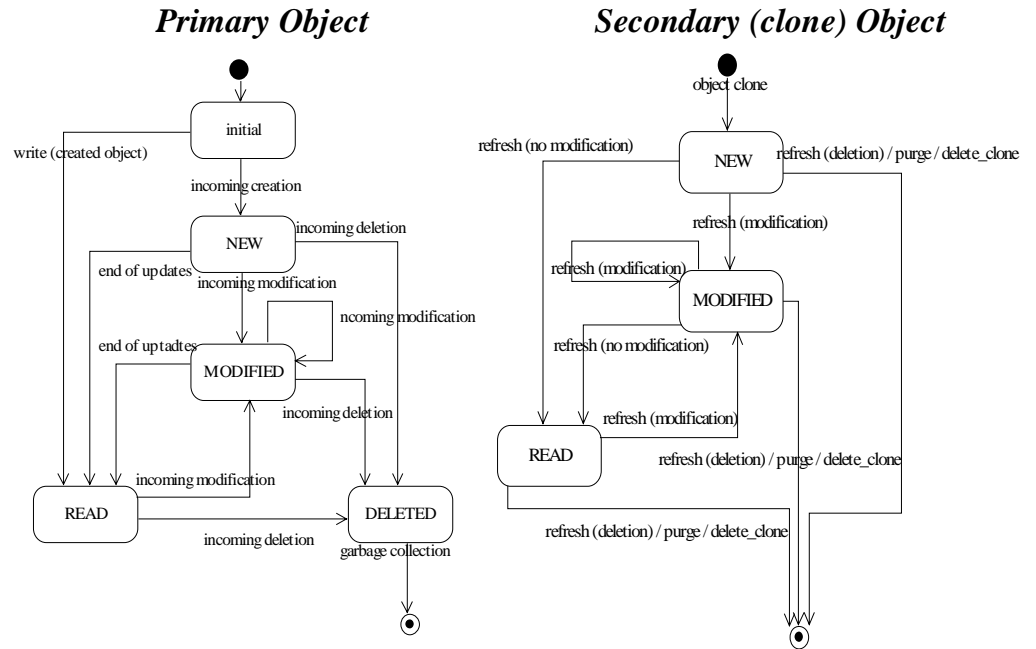 Primary Object
initial
write (created object)
incoming creation
NEW
incoming deletion
end of updates
incoming modification
ncoming modification
end of uptadtes
MODIFIED
incoming deletion
incoming modification
READ
DELETED
incoming deletion
garbage collection
Secondary (clone) Object
object clone
refresh (no modification)
NEW
refresh (deletion) / purge / delete_clone
refresh (modification)
refresh (modification)
MODIFIED
refresh (no modification)
refresh (modification)
READ
refresh (deletion) / purge / delete_clone
refresh (deletion) / purge / delete_clone